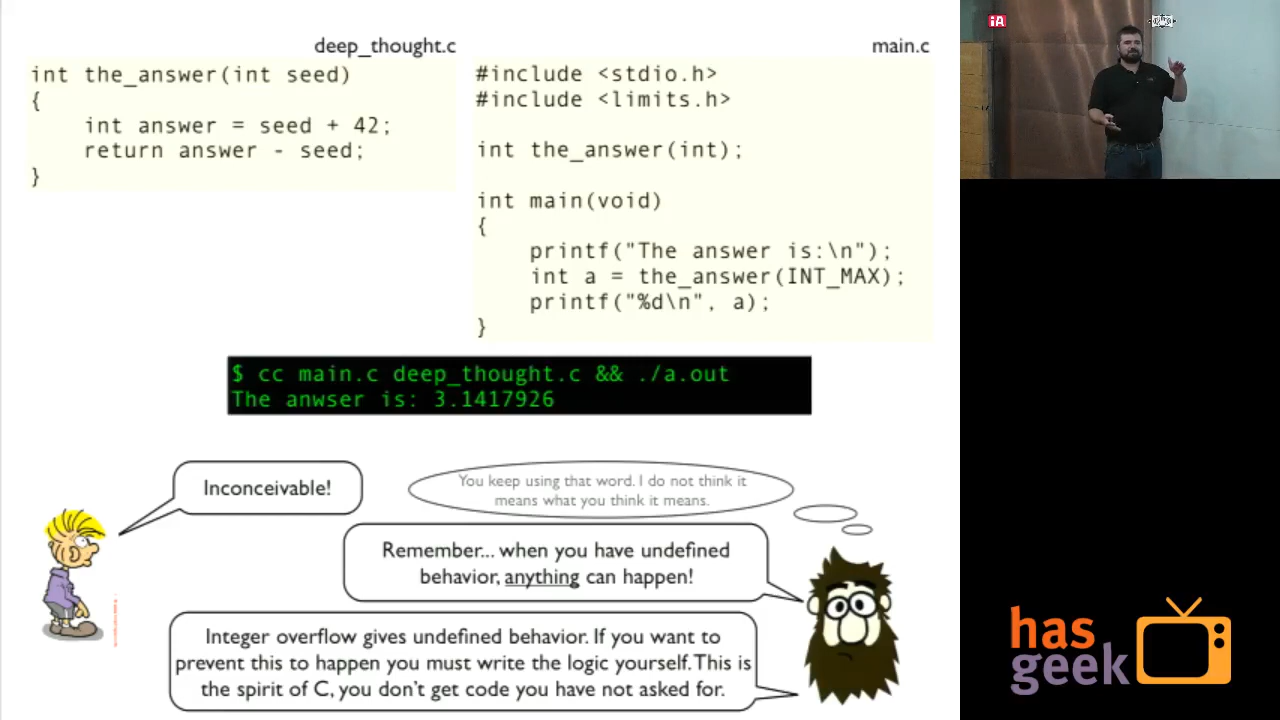 deep_thought.c
int the_answer(int seed)
{
    int answer = seed + 42;
    return answer - seed;
}
main.c
#include <stdio.h>
#include <limits.h>

int the_answer(int);

int main(void)
{
    printf("The answer is:\n");
    int a = the_answer(INT_MAX);
    printf("%d\n", a);
}
$ cc main.c deep_thought.c && ./a.out
The anwser is: 3.1417926
Inconceivable!
You keep using that word. I do not think it
means what you think it means.
Remember... when you have undefined
behavior, anything can happen!
Integer overflow gives undefined behavior. If you want to
prevent this to happen you must write the logic yourself. This is
the spirit of C, you don't get code you have not asked for.
iA
has
geek